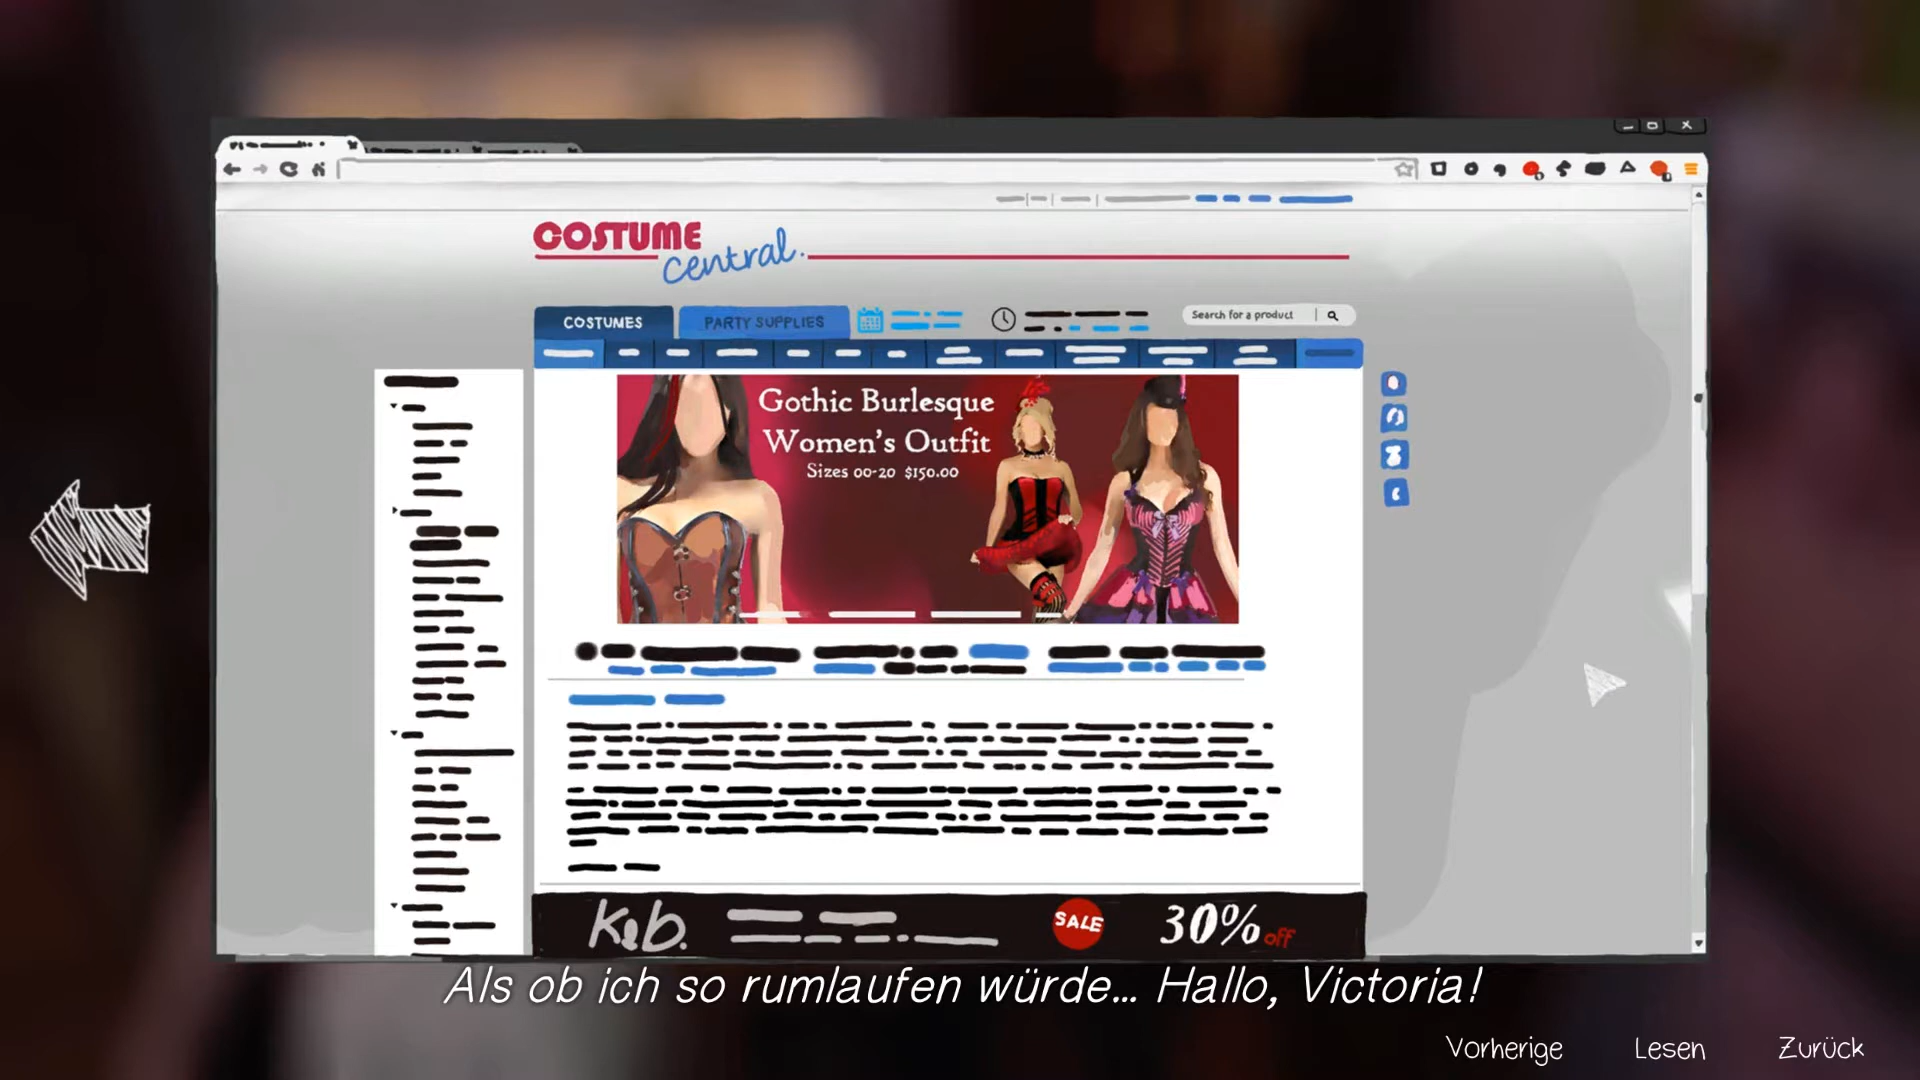 COSTUME
central.
COSTUMES
PARTY SUPPLIES
Search for a product
Gothic Burlesque
Women's Outfit
Sizes 00-20 $150.00
K&b.
SALE
30% off
Als ob ich so rumlaufen würde... Hallo, Victoria!
Vorherige
Lesen
Zurück